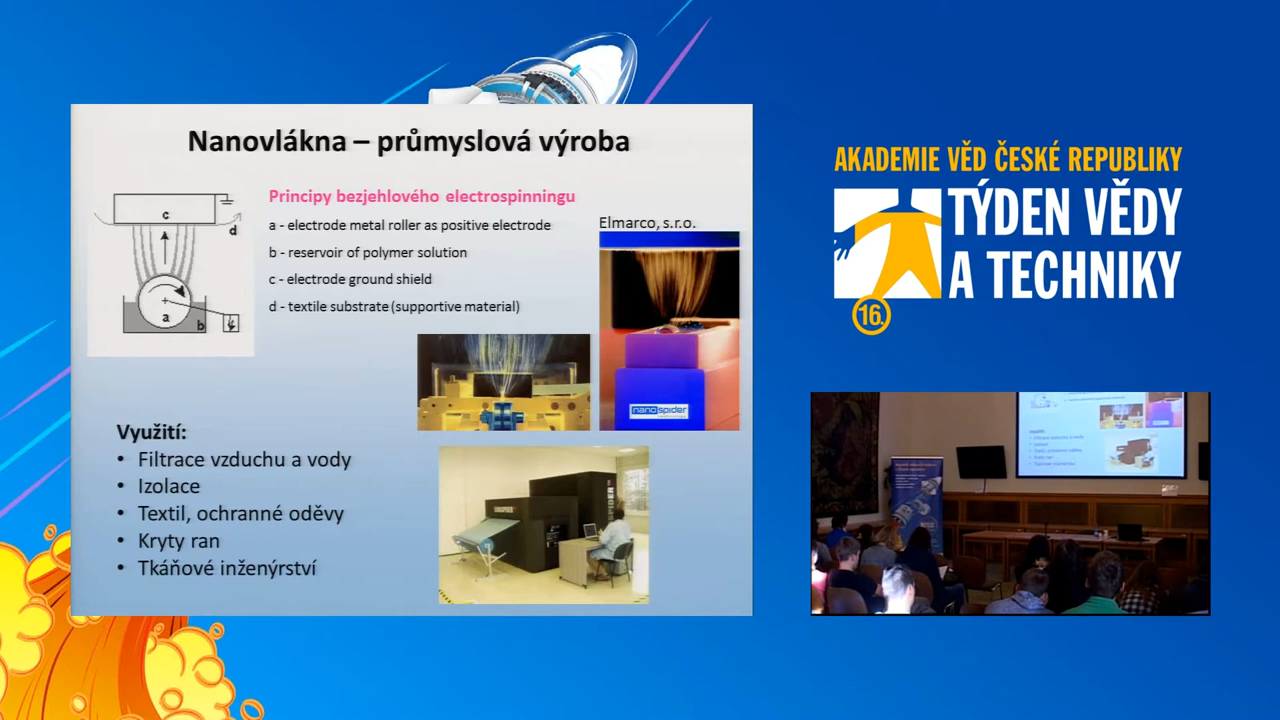 Nanovlákna – průmyslová výroba
Principy bezjehlového electrospinningu
a - electrode metal roller as positive electrode
b - reservoir of polymer solution
c - electrode ground shield
d - textile substrate (supportive material)
c
d
a
b
Elmarco, s.r.o.
nanospider
Využití:
• Filtrace vzduchu a vody
• Izolace
• Textil, ochranné oděvy
• Kryty ran
• Tkáňové inženýrství
AKADEMIE VĚD ČESKÉ REPUBLIKY
TÝDEN VĚDY
A TECHNIKY
16.